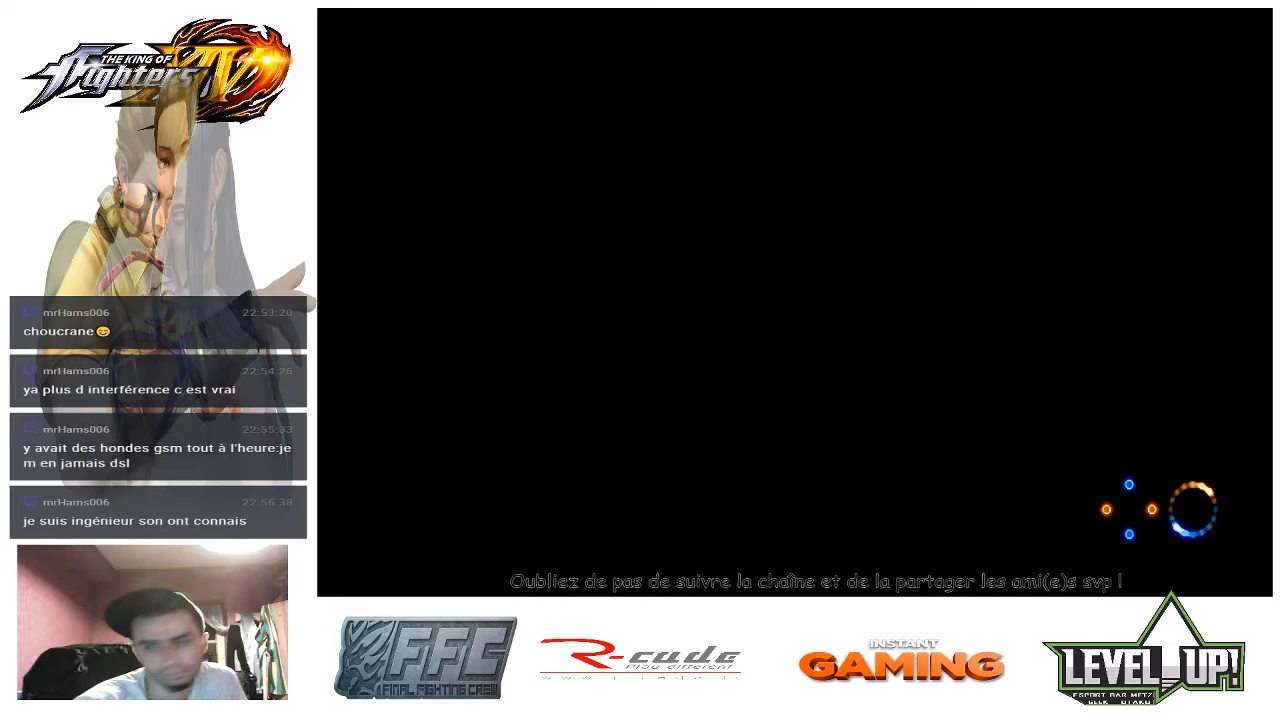 THE KING OF
Fighters XIV
mrHams006 22:53:20
choucrane
mrHams006 22:54:26
ya plus d interférence c est vrai
mrHams006 22:55:33
y avait des hondes gsm tout à l'heure:je
m en jamais dsl
mrHams006 22:56:38
je suis ingénieur son ont connais
Oubliez de pas de suivre la chaîne et de la partager les ami(e)s svp !
FFC
FINAL FIGHTING CREW
R-cade
Play different
INSTANT
GAMING
LEVEL UP!
ESPORT BAR METZ
GEEK OTAKU